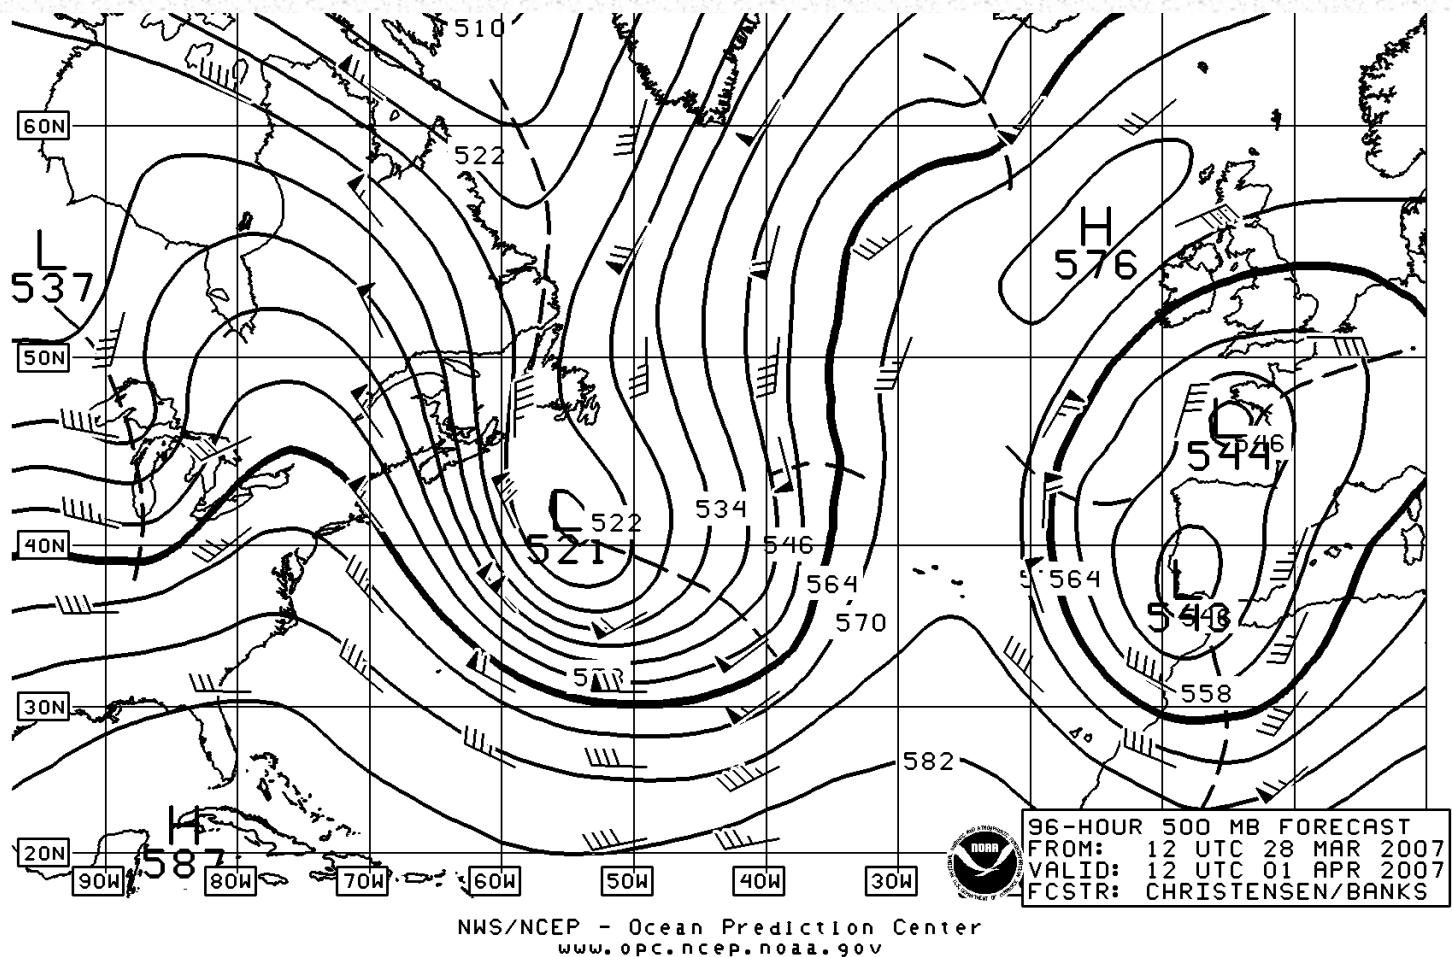 510
60N
522
L
537
H
576
50N
L
546
544
L
522
521
534
40N
546
564
564
570
L
543
558
30N
582
H
587
20N
90W
80W
70W
60W
50W
40W
30W
NOAA
96-HOUR 500 MB FORECAST
FROM: 12 UTC 28 MAR 2007
VALID: 12 UTC 01 APR 2007
FCSTR: CHRISTENSEN/BANKS
NWS/NCEP - Ocean Prediction Center
www.opc.ncep.noaa.gov